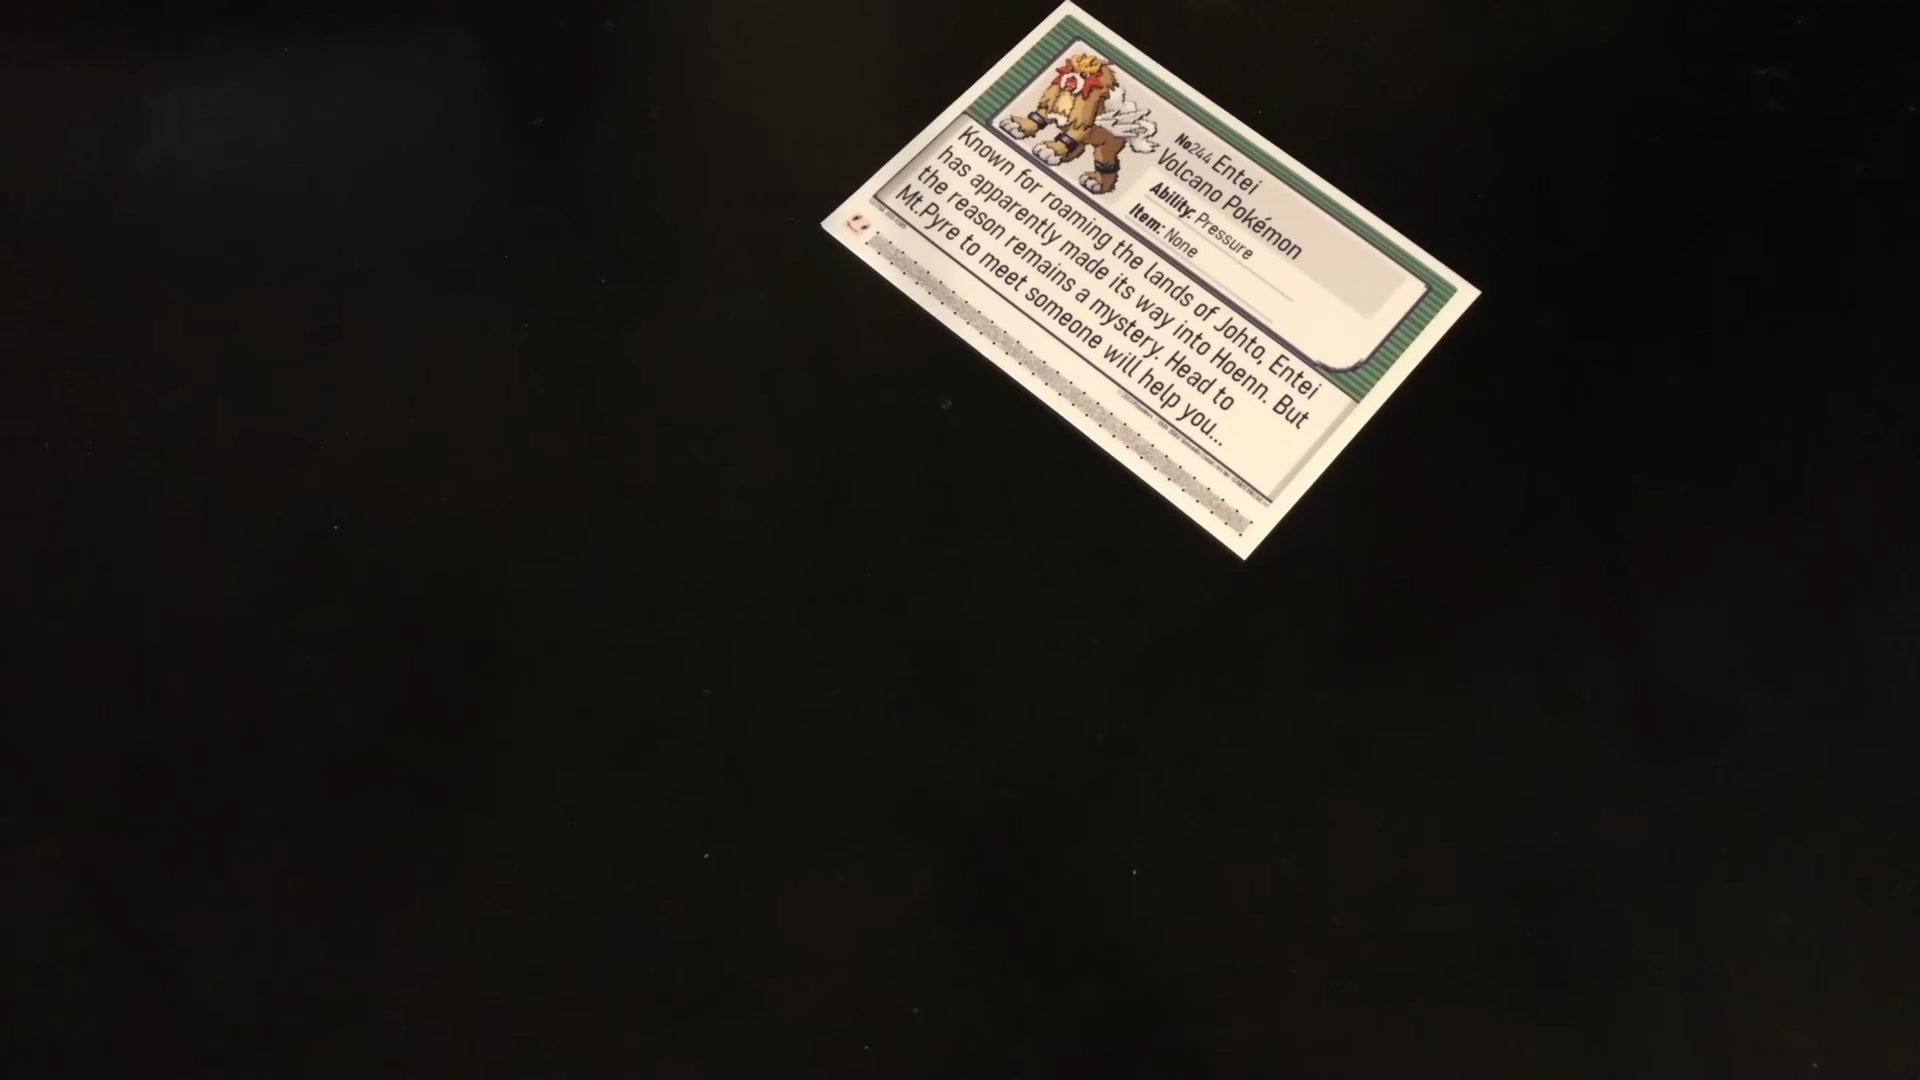 No244 Entei
Volcano Pokémon
Ability: Pressure
Item: None
Known for roaming the lands of Johto, Entei
has apparently made its way into Hoenn. But
the reason remains a mystery. Head to
Mt.Pyre to meet someone will help you...